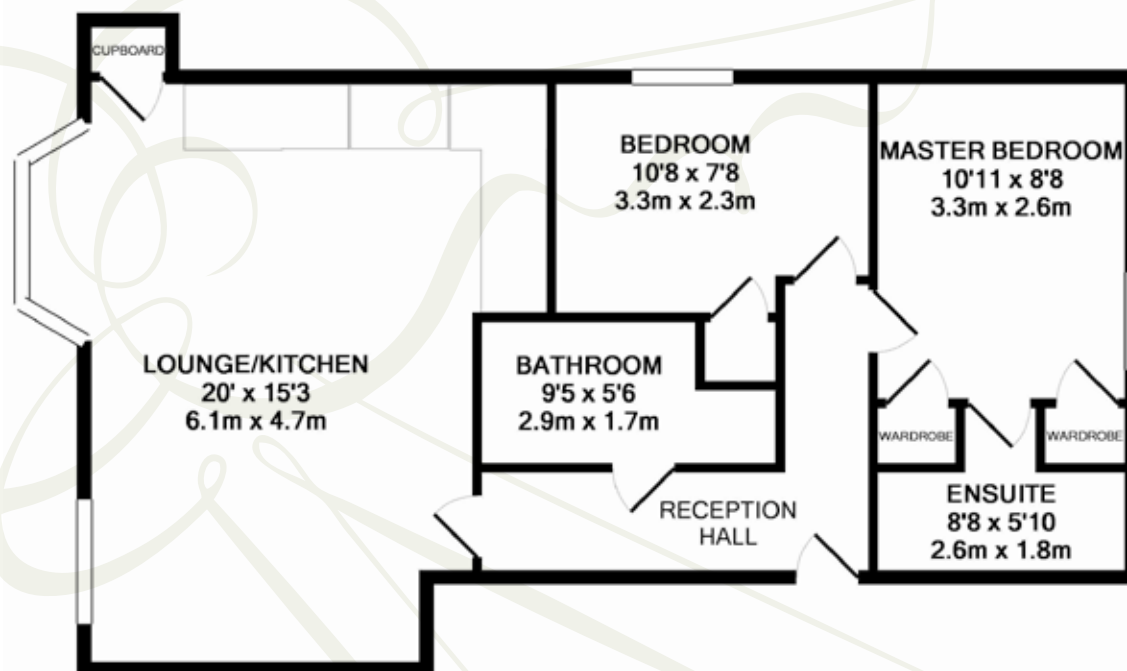 CUPBOARD
BEDROOM
10'8 x 7'8
3.3m x 2.3m
MASTER BEDROOM
10'11 x 8'8
3.3m x 2.6m
LOUNGE/KITCHEN
20' x 15'3
6.1m x 4.7m
BATHROOM
9'5 x 5'6
2.9m x 1.7m
WARDROBE
WARDROBE
RECEPTION
HALL
ENSUITE
8'8 x 5'10
2.6m x 1.8m